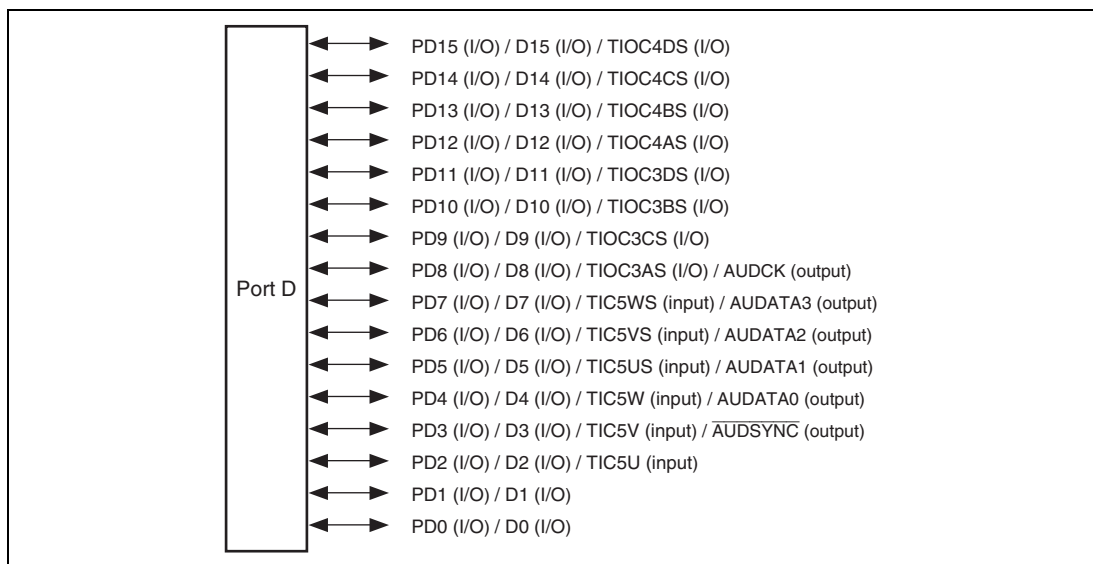 PD15 (I/O) / D15 (I/O) / TIOC4DS (I/O)
PD14 (I/O) / D14 (I/O) / TIOC4CS (I/O)
PD13 (I/O) / D13 (I/O) / TIOC4BS (I/O)
PD12 (I/O) / D12 (I/O) / TIOC4AS (I/O)
PD11 (I/O) / D11 (I/O) / TIOC3DS (I/O)
PD10 (I/O) / D10 (I/O) / TIOC3BS (I/O)
PD9 (I/O) / D9 (I/O) / TIOC3CS (I/O)
PD8 (I/O) / D8 (I/O) / TIOC3AS (I/O) / AUDCK (output)
Port D
PD7 (I/O) / D7 (I/O) / TIC5WS (input) / AUDATA3 (output)
PD6 (I/O) / D6 (I/O) / TIC5VS (input) / AUDATA2 (output)
PD5 (I/O) / D5 (I/O) / TIC5US (input) / AUDATA1 (output)
PD4 (I/O) / D4 (I/O) / TIC5W (input) / AUDATA0 (output)
PD3 (I/O) / D3 (I/O) / TIC5V (input) / A̅U̅D̅S̅Y̅N̅C̅ (output)
PD2 (I/O) / D2 (I/O) / TIC5U (input)
PD1 (I/O) / D1 (I/O)
PD0 (I/O) / D0 (I/O)